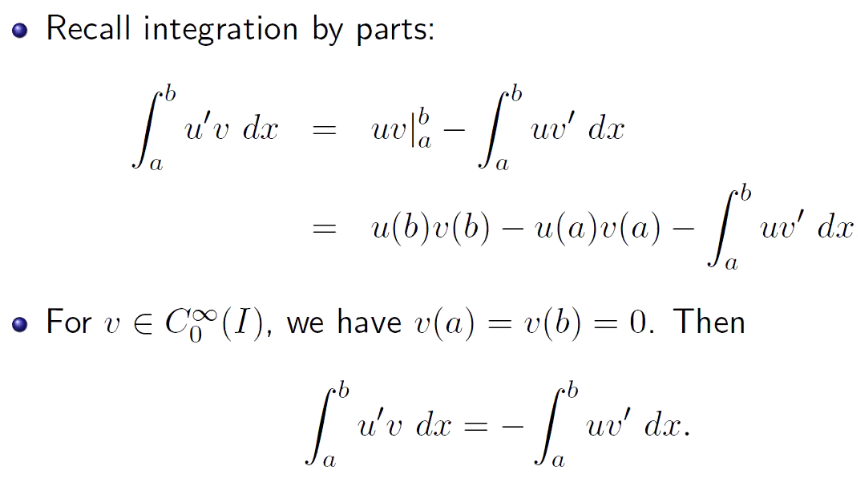 • Recall integration by parts:
∫_a^b u′v dx = uv|_a^b − ∫_a^b uv′ dx
= u(b)v(b) − u(a)v(a) − ∫_a^b uv′ dx
• For v ∈ C_0^∞(I), we have v(a) = v(b) = 0. Then
∫_a^b u′v dx = − ∫_a^b uv′ dx.